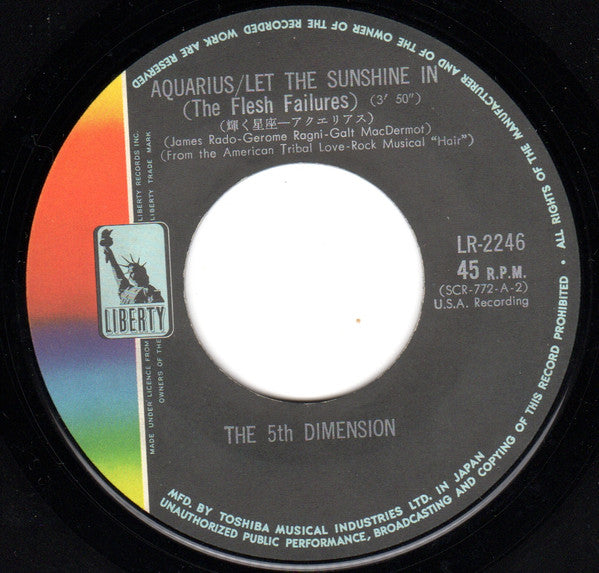 AQUARIUS/LET THE SUNSHINE IN
(The Flesh Failures) (3' 50")
(輝く星座—アクエリアス)
(James Rado-Gerome Ragni-Galt MacDermot)
(From the American Tribal Love-Rock Musical "Hair")
LR-2246
45 R.P.M.
(SCR-772-A-2)
U.S.A. Recording
LIBERTY
THE 5th DIMENSION
MADE UNDER LICENCE FROM LIBERTY RECORDS INC.
OWNERS OF THE LIBERTY TRADE MARK
MFD. BY TOSHIBA MUSICAL INDUSTRIES LTD. IN JAPAN
ALL RIGHTS OF THE MANUFACTURER AND OF THE OWNER OF THE RECORDED MUSICAL WORK ARE RESERVED
UNAUTHORIZED PUBLIC PERFORMANCE, BROADCASTING AND COPYING OF THIS RECORD PROHIBITED •